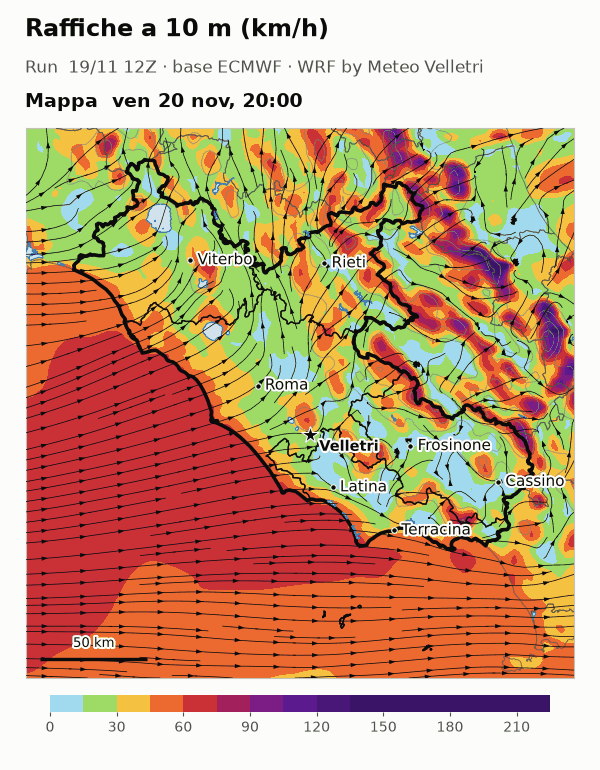 Raffiche a 10 m (km/h)
Run  19/11 12Z · base ECMWF · WRF by Meteo Velletri
Mappa  ven 20 nov, 20:00
Viterbo
Rieti
Roma
Velletri
Frosinone
Cassino
Latina
Terracina
50 km
0 30 60 90 120 150 180 210